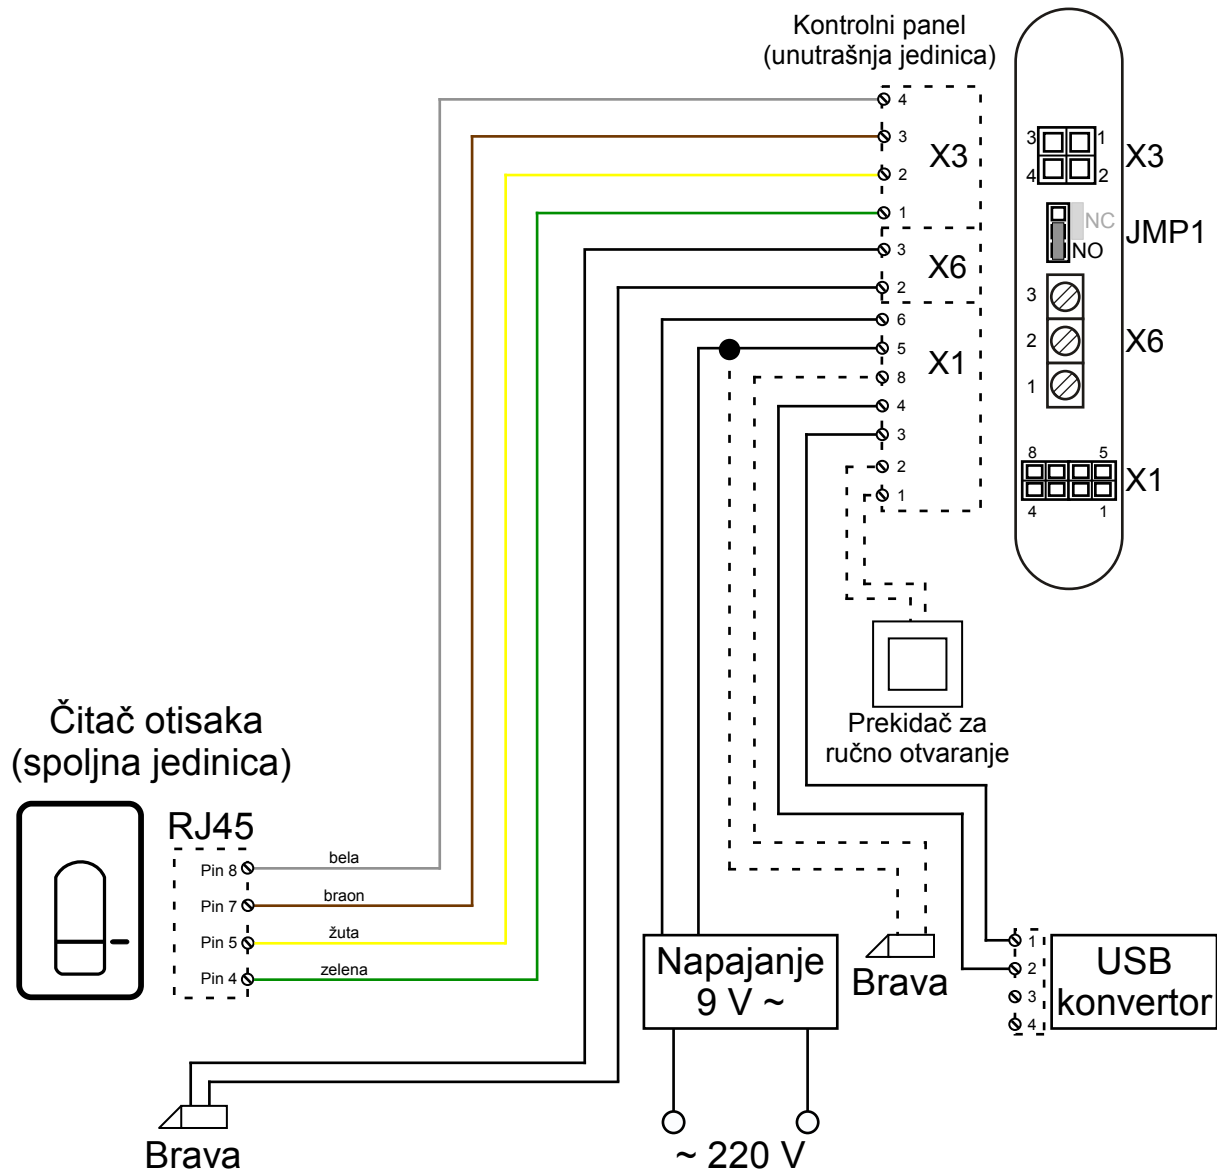 Kontrolni panel
(unutrašnja jedinica)
4
3
X3
2
1
3
X6
2
6
5
X1
8
4
3
2
1
3
1
X3
4
2
NC
JMP1
NO
3
2
X6
1
8
5
X1
4
1
Prekidač za
ručno otvaranje
Čitač otisaka
(spoljna jedinica)
RJ45
Pin 8
bela
Pin 7
braon
Pin 5
žuta
Pin 4
zelena
Napajanje
9 V ~
Brava
1
2
3
4
USB
konvertor
Brava
~ 220 V